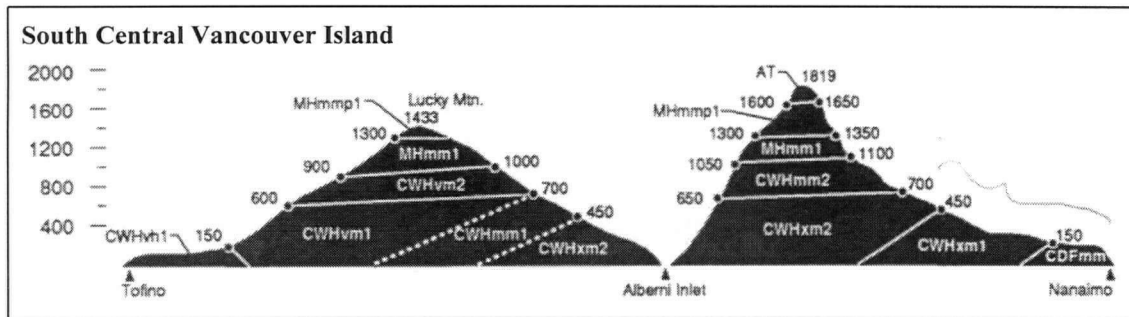 South Central Vancouver Island
2000
1600
1200
800
400
MHmmp1
Lucky Mtn.
1433
1300
MHmm1
900
1000
CWHvm2
600
700
CWHvm1
CWHmm1
450
CWHxm2
150
CWHvh1
AT
1819
1600
1650
MHmmp1
1300
1350
MHmm1
1050
1100
CWHmm2
650
700
CWHxm2
450
CWHxm1
150
CDFmm
Tofino
Alberni Inlet
Nanaimo